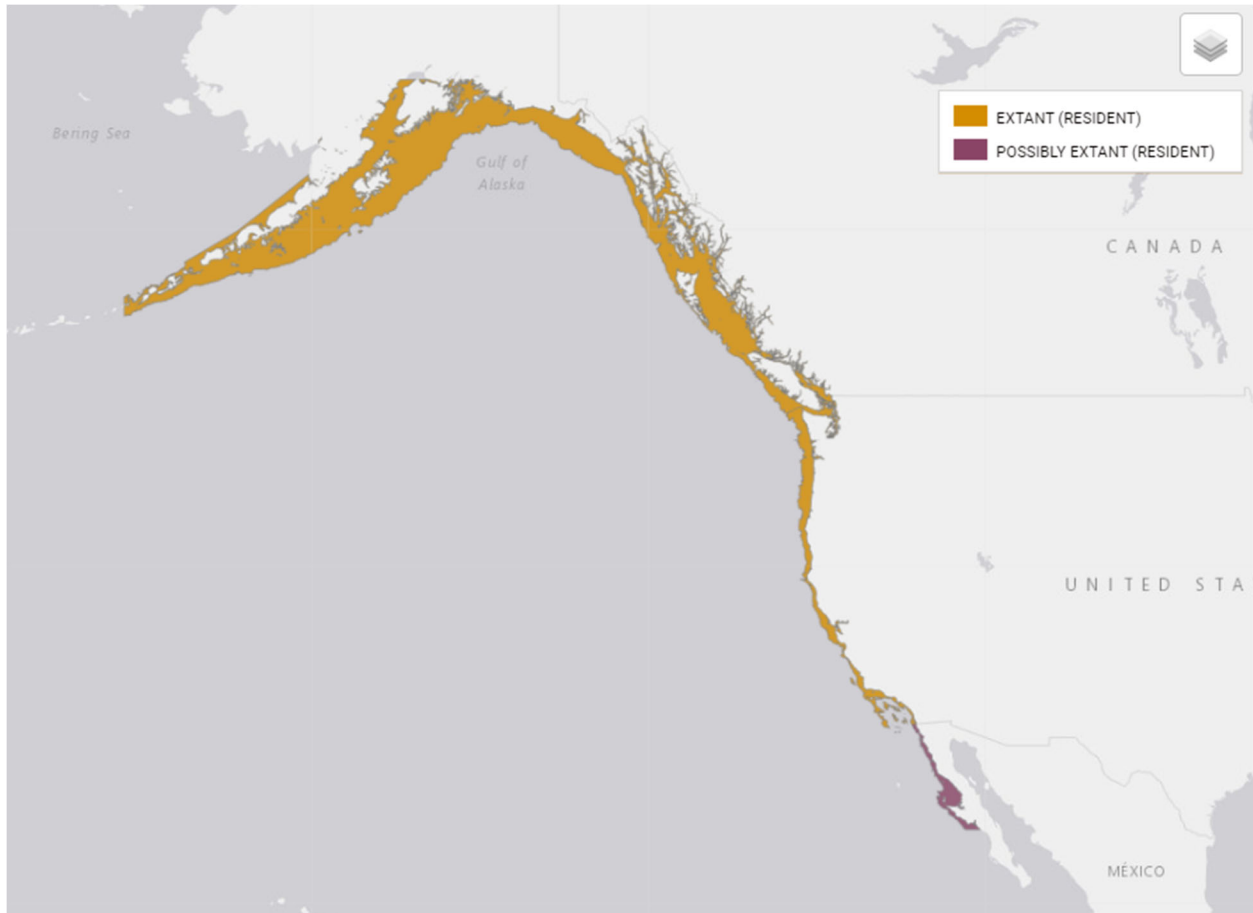 Bering Sea
EXTANT (RESIDENT)
POSSIBLY EXTANT (RESIDENT)
Gulf of
Alaska
CANADA
UNITED STA
MÉXICO